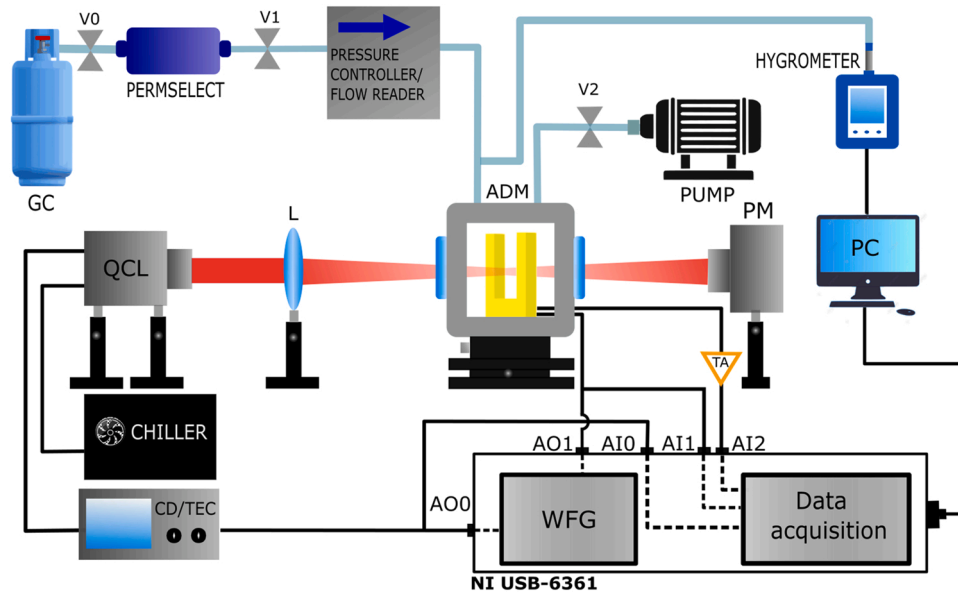 V0
V1
PERMSELECT
PRESSURE
CONTROLLER/
FLOW READER
HYGROMETER
V2
GC
PUMP
ADM
L
PM
QCL
PC
TA
CHILLER
AO1
AI0
AI1
AI2
CD/TEC
AO0
WFG
Data
acquisition
NI USB-6361